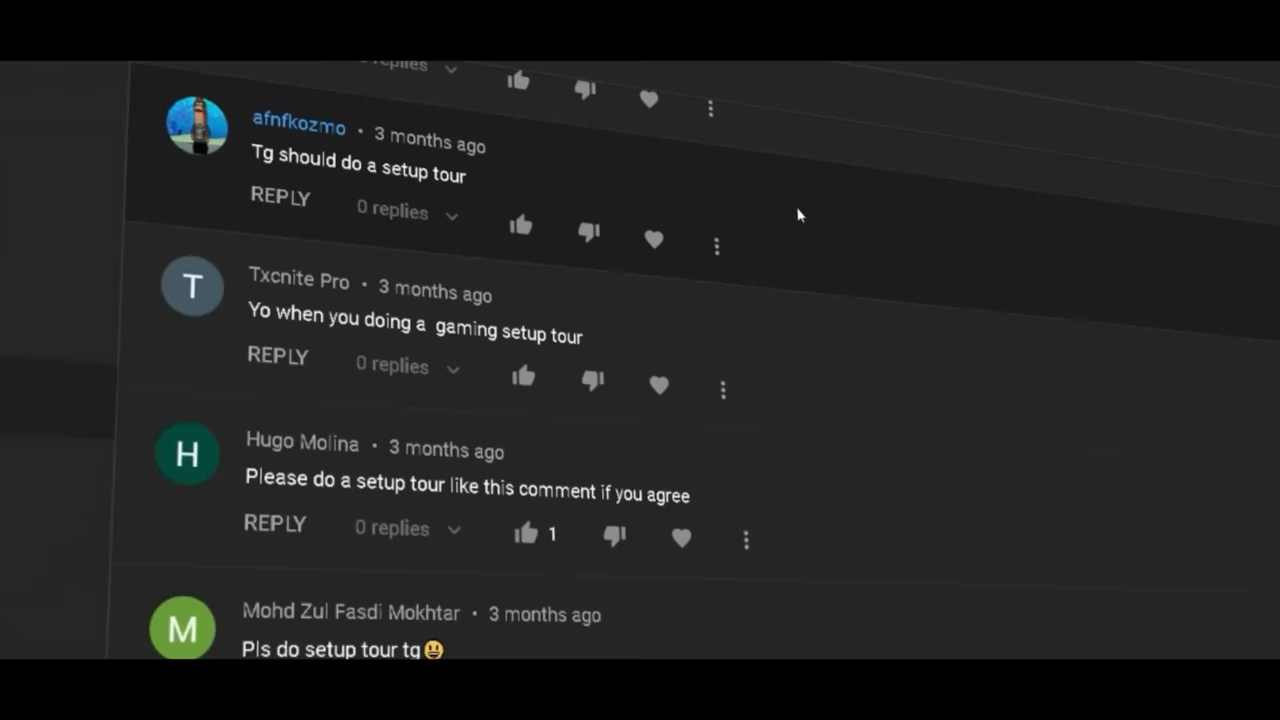 replies
afnfkozmo • 3 months ago
Tg should do a setup tour
REPLY 0 replies
T
Txcnite Pro • 3 months ago
Yo when you doing a gaming setup tour
REPLY 0 replies
H
Hugo Molina • 3 months ago
Please do a setup tour like this comment if you agree
REPLY 0 replies 1
M
Mohd Zul Fasdi Mokhtar • 3 months ago
Pls do setup tour tg😃